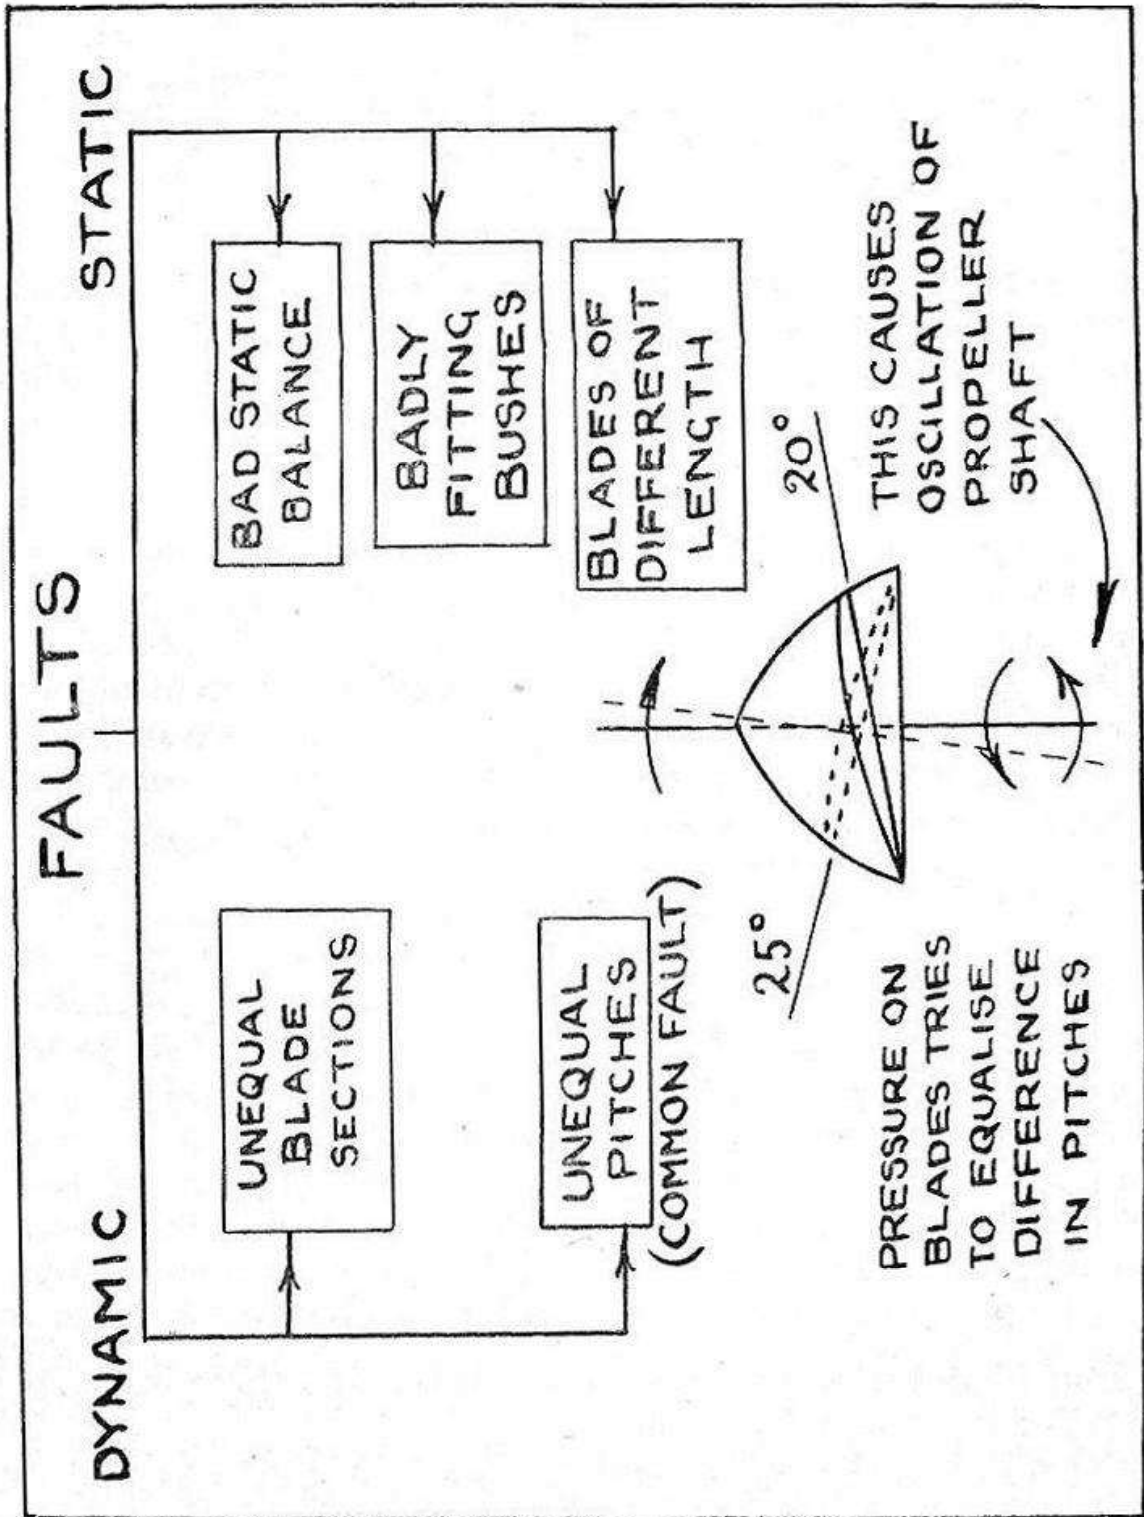 FAULTS
DYNAMIC
STATIC
UNEQUAL
BLADE
SECTIONS
UNEQUAL
PITCHES
(COMMON FAULT)
BAD STATIC
BALANCE
BADLY
FITTING
BUSHES
BLADES OF
DIFFERENT
LENGTH
25°
20°
PRESSURE ON
BLADES TRIES
TO EQUALISE
DIFFERENCE
IN PITCHES
THIS CAUSES
OSCILLATION OF
PROPELLER
SHAFT